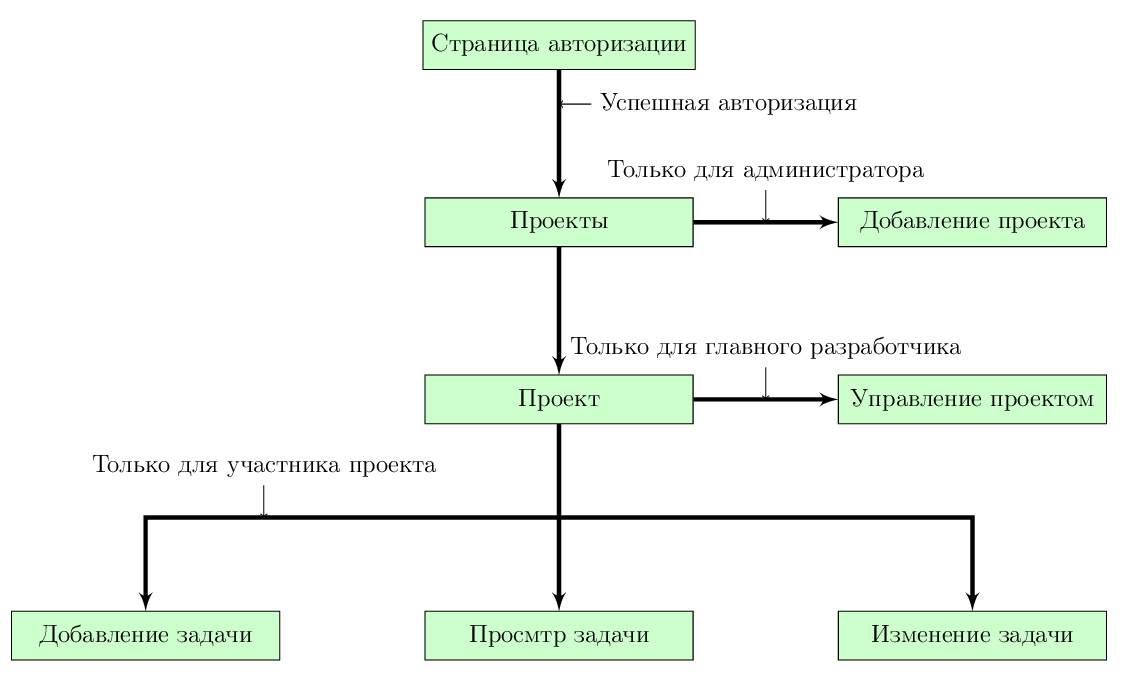 Страница авторизации
Успешная авторизация
Только для администратора
Проекты
Добавление проекта
Только для главного разработчика
Проект
Управление проектом
Только для участника проекта
Добавление задачи
Просмтр задачи
Изменение задачи